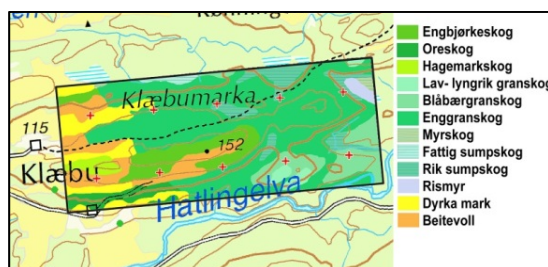 Klæbumarka
115
152
Klæbu
Hatlingelva
Engbjørkeskog
Oreskog
Hagemarkskog
Lav- lyngrik granskog
Blåbærgranskog
Enggranskog
Myrskog
Fattig sumpskog
Rik sumpskog
Rismyr
Dyrka mark
Beitevoll